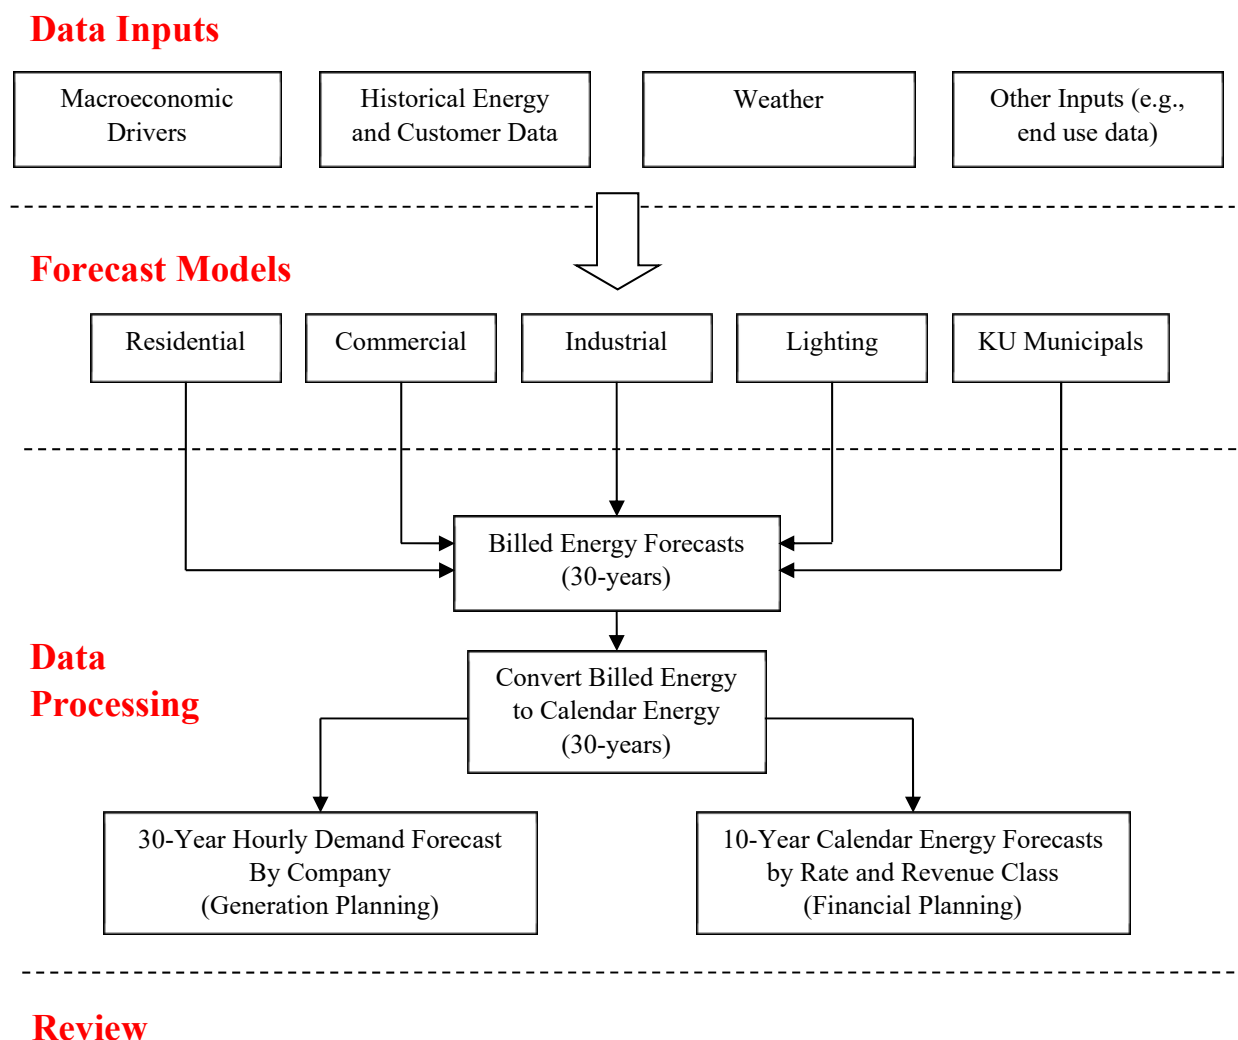 Data Inputs
Macroeconomic
Drivers
Historical Energy
and Customer Data
Weather
Other Inputs (e.g.,
end use data)
Forecast Models
Residential
Commercial
Industrial
Lighting
KU Municipals
Billed Energy Forecasts
(30-years)
Data
Processing
Convert Billed Energy
to Calendar Energy
(30-years)
30-Year Hourly Demand Forecast
By Company
(Generation Planning)
10-Year Calendar Energy Forecasts
by Rate and Revenue Class
(Financial Planning)
Review